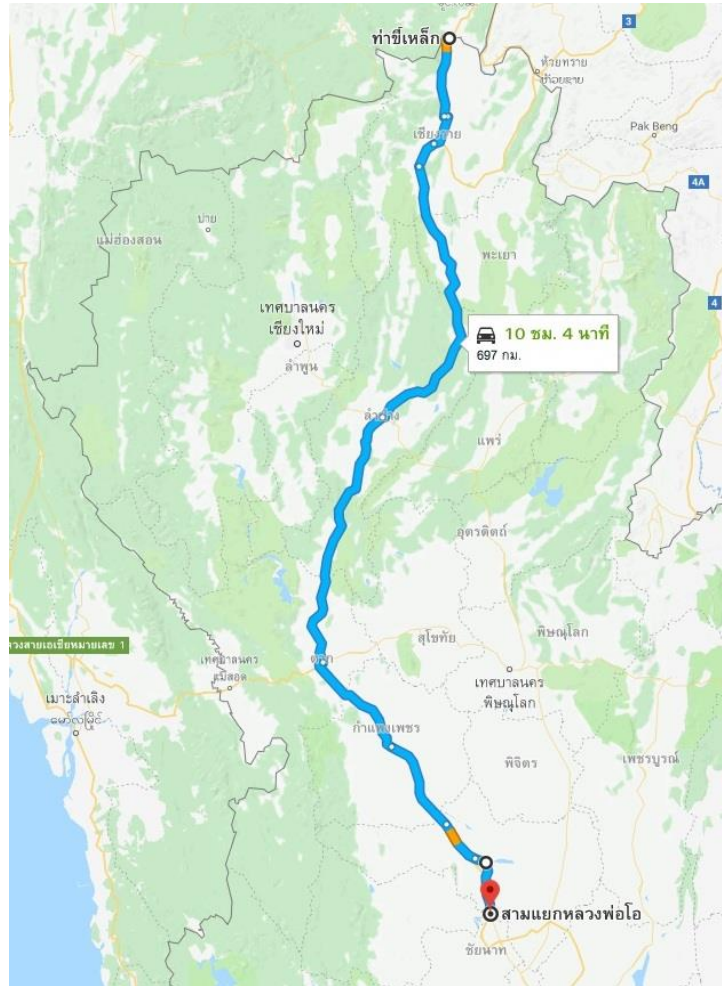 3
ท่าขี้เหล็ก
ห้วยทราย
Pak Beng
เชียงราย
4A
ปาย
แม่ฮ่องสอน
พะเยา
4
เทศบาลนคร
เชียงใหม่
10 ชม. 4 นาที
697 กม.
ลำพูน
ลำปาง
แพร่
อุตรดิตถ์
สุโขทัย
พิษณุโลก
วงสายเอเชียหมายเลข 1
เทศบาลนคร
แม่สอด
ตาก
เทศบาลนคร
พิษณุโลก
เมาะลำเลิง
กำแพงเพชร
พิจิตร
เพชรบูรณ์
สามแยกหลวงพ่อโอ
ชัยนาท